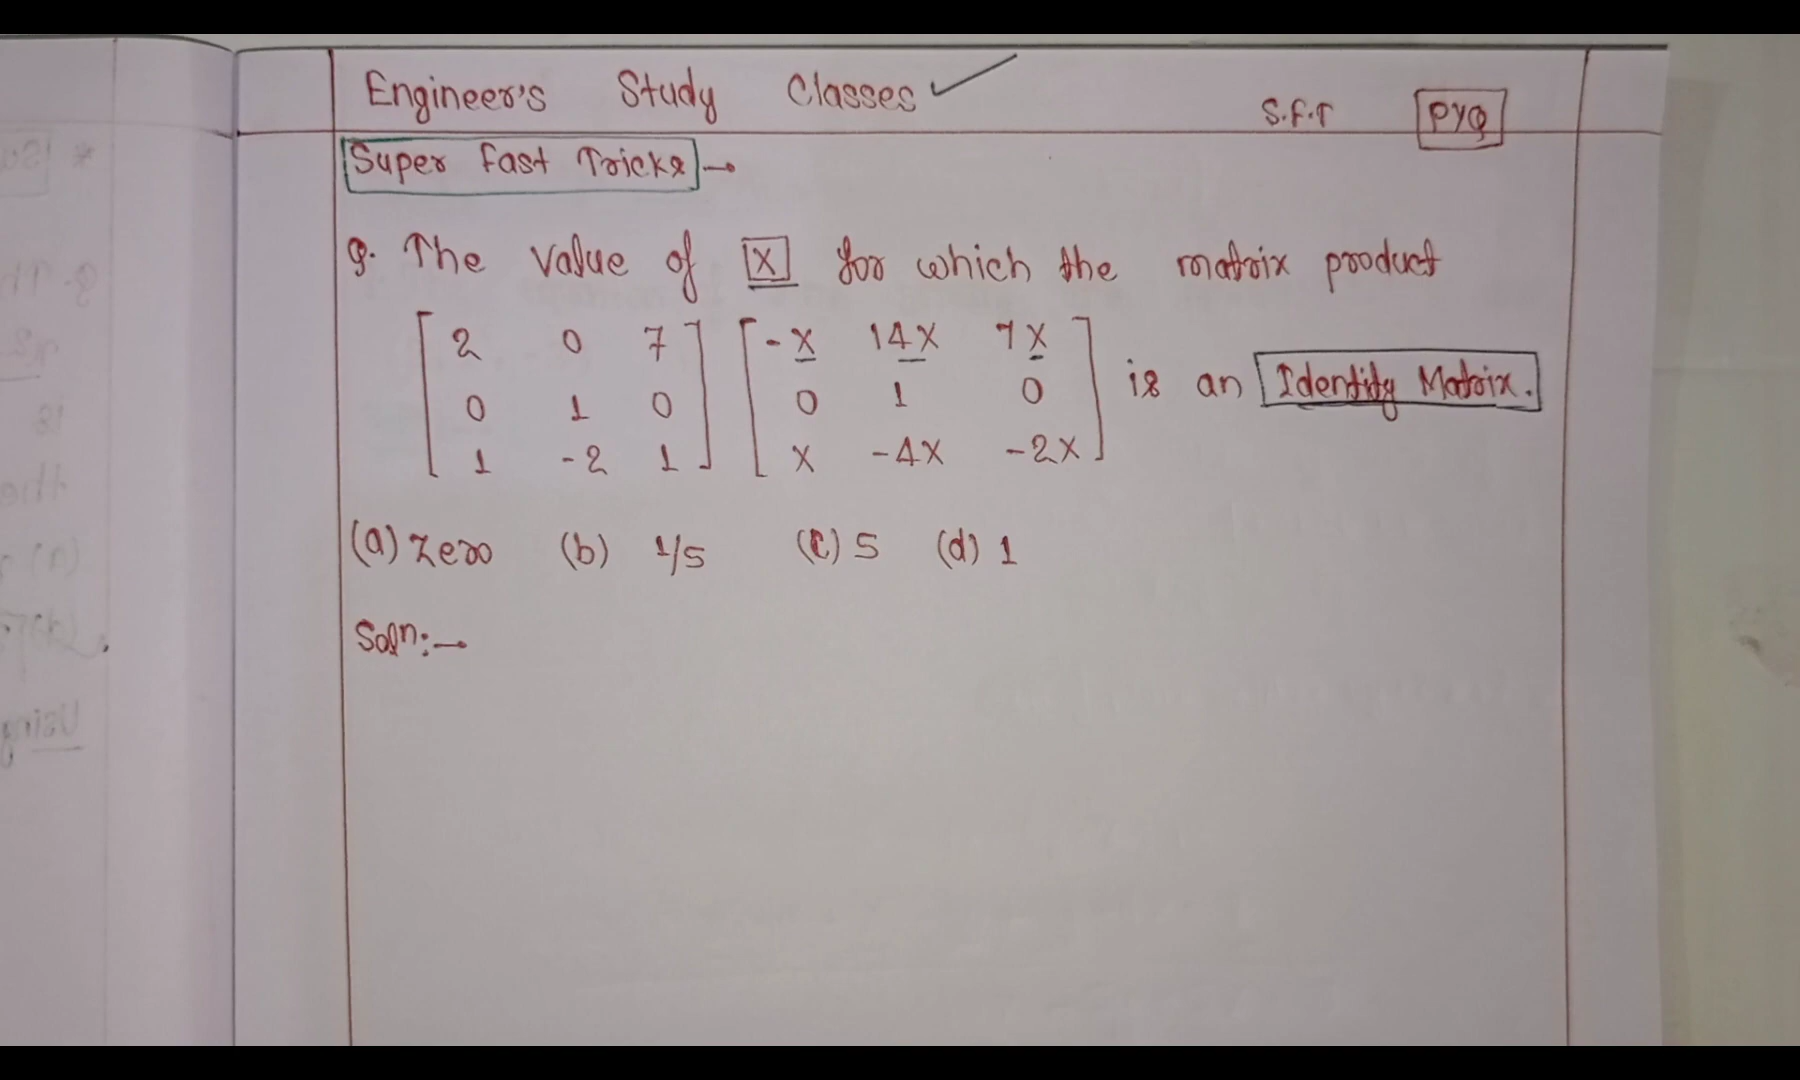 Engineer's Study Classes
S.F.T PYQ
Super Fast Tricks →
Q. The value of X for which the matrix product
[2 0 7] [-X 14X 7X]
[0 1 0] [0 1 0] is an Identity Matrix.
[1 -2 1] [X -4X -2X]
(a) Zero (b) 1/5 (c) 5 (d) 1
Soln:→